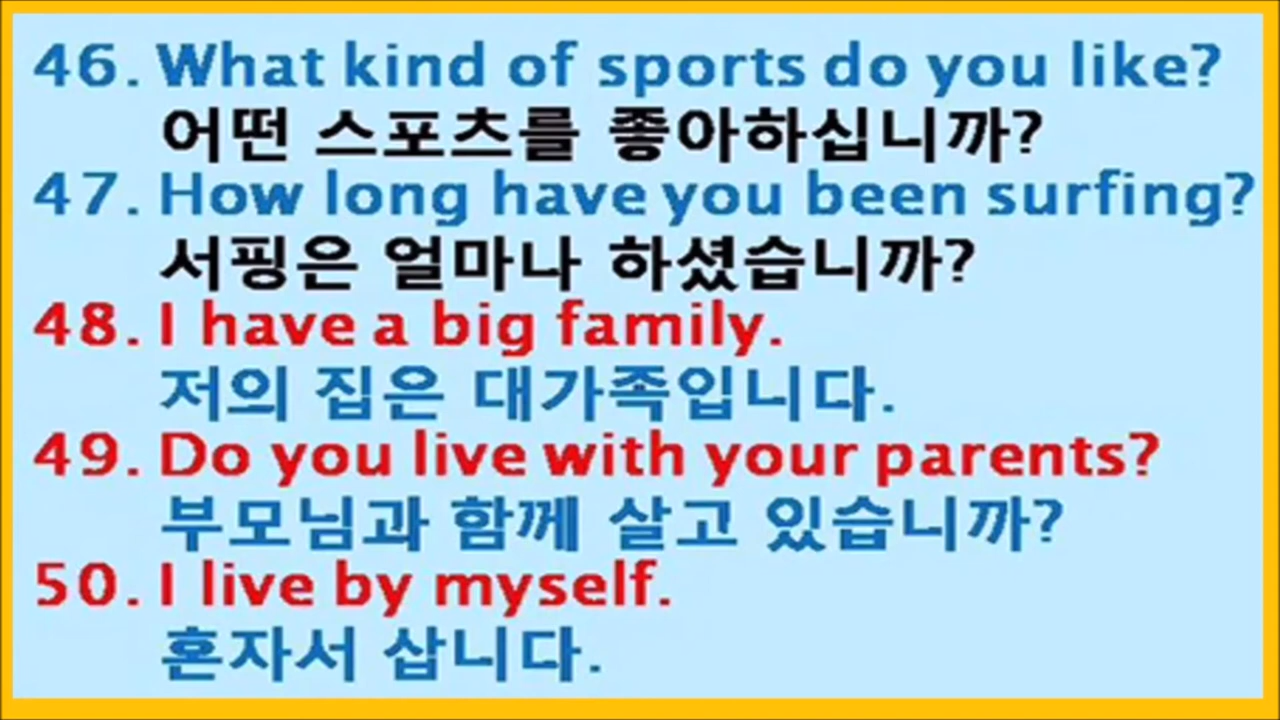 46. What kind of sports do you like?
어떤 스포츠를 좋아하십니까?
47. How long have you been surfing?
서핑은 얼마나 하셨습니까?
48. I have a big family.
저의 집은 대가족입니다.
49. Do you live with your parents?
부모님과 함께 살고 있습니까?
50. I live by myself.
혼자서 삽니다.